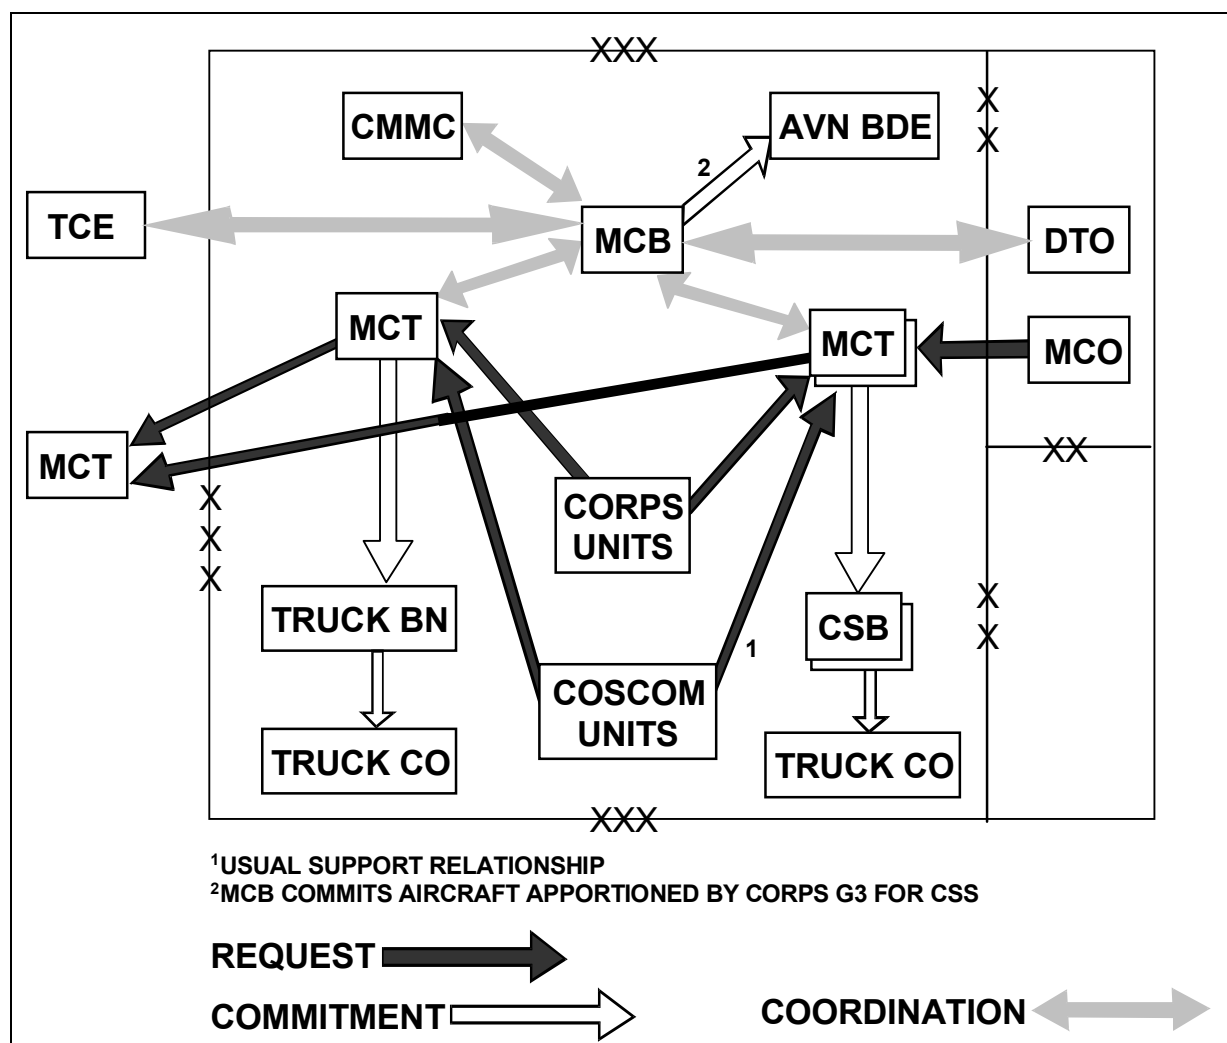 XXX
CMMC
AVN BDE
X
X
2
TCE
MCB
DTO
MCT
MCT
MCO
MCT
XX
X
X
X
CORPS
UNITS
TRUCK BN
CSB
X
X
1
COSCOM
UNITS
TRUCK CO
TRUCK CO
XXX
1USUAL SUPPORT RELATIONSHIP
2MCB COMMITS AIRCRAFT APPORTIONED BY CORPS G3 FOR CSS
REQUEST
COMMITMENT
COORDINATION